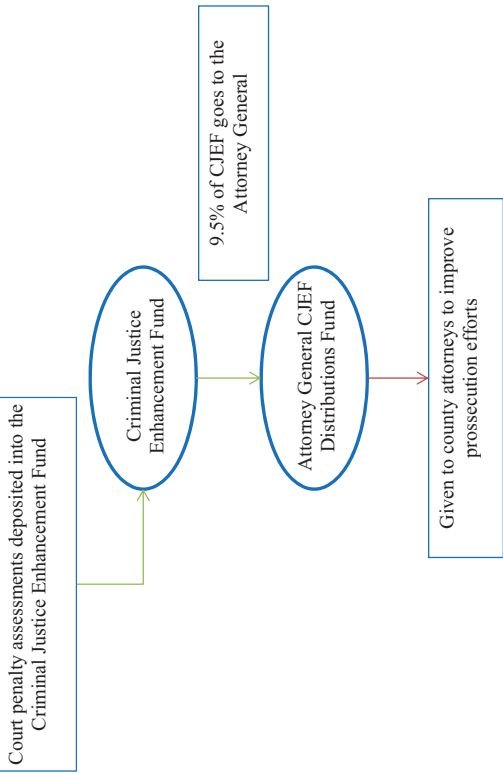 Court penalty assessments deposited into the
Criminal Justice Enhancement Fund
Criminal Justice
Enhancement Fund
9.5% of CJEF goes to the
Attorney General
Attorney General CJEF
Distributions Fund
Given to county attorneys to improve
prossecution efforts